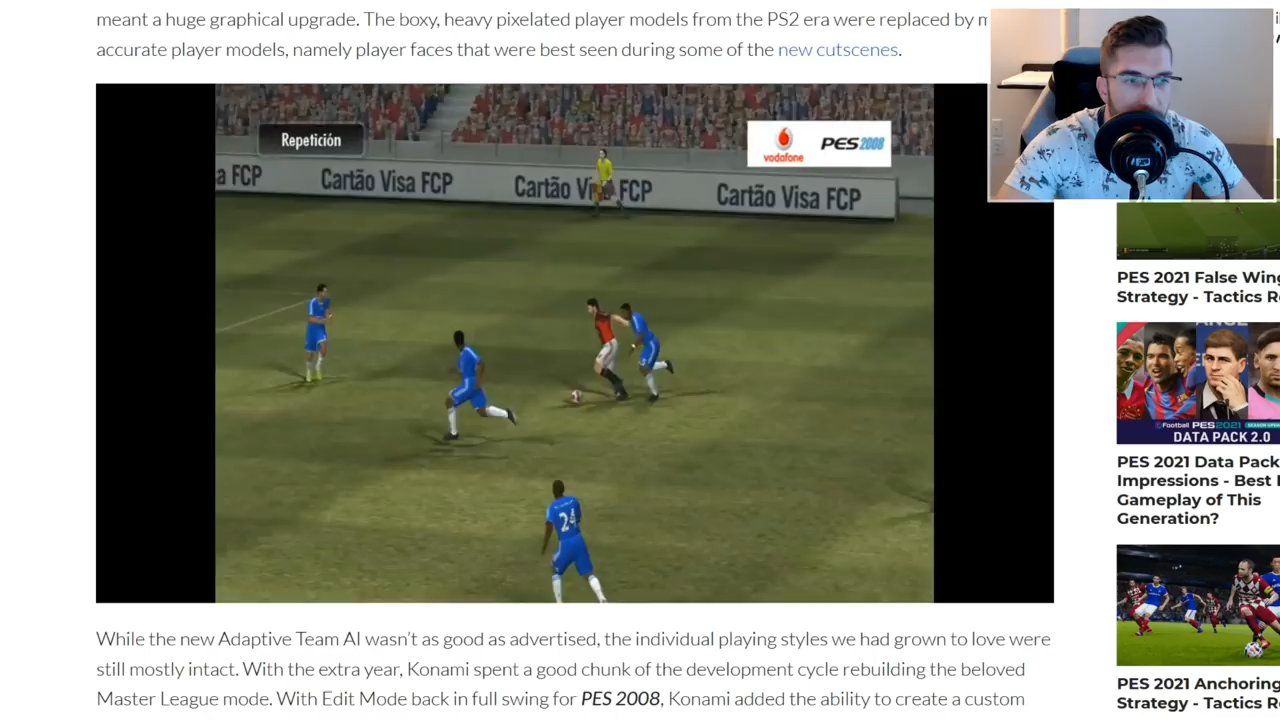 meant a huge graphical upgrade. The boxy, heavy pixelated player models from the PS2 era were replaced by
accurate player models, namely player faces that were best seen during some of the new cutscenes.
Repetición
vodafone
PES2008
a FCP
Cartão Visa FCP
Cartão Vi FCP
Cartão Visa FCP
24
While the new Adaptive Team AI wasn't as good as advertised, the individual playing styles we had grown to love were
still mostly intact. With the extra year, Konami spent a good chunk of the development cycle rebuilding the beloved
Master League mode. With Edit Mode back in full swing for PES 2008, Konami added the ability to create a custom
PES 2021 False Wing
Strategy - Tactics R
Football PES2021
DATA PACK 2.0
PES 2021 Data Pack
Impressions - Best
Gameplay of This
Generation?
PES 2021 Anchoring
Strategy - Tactics R